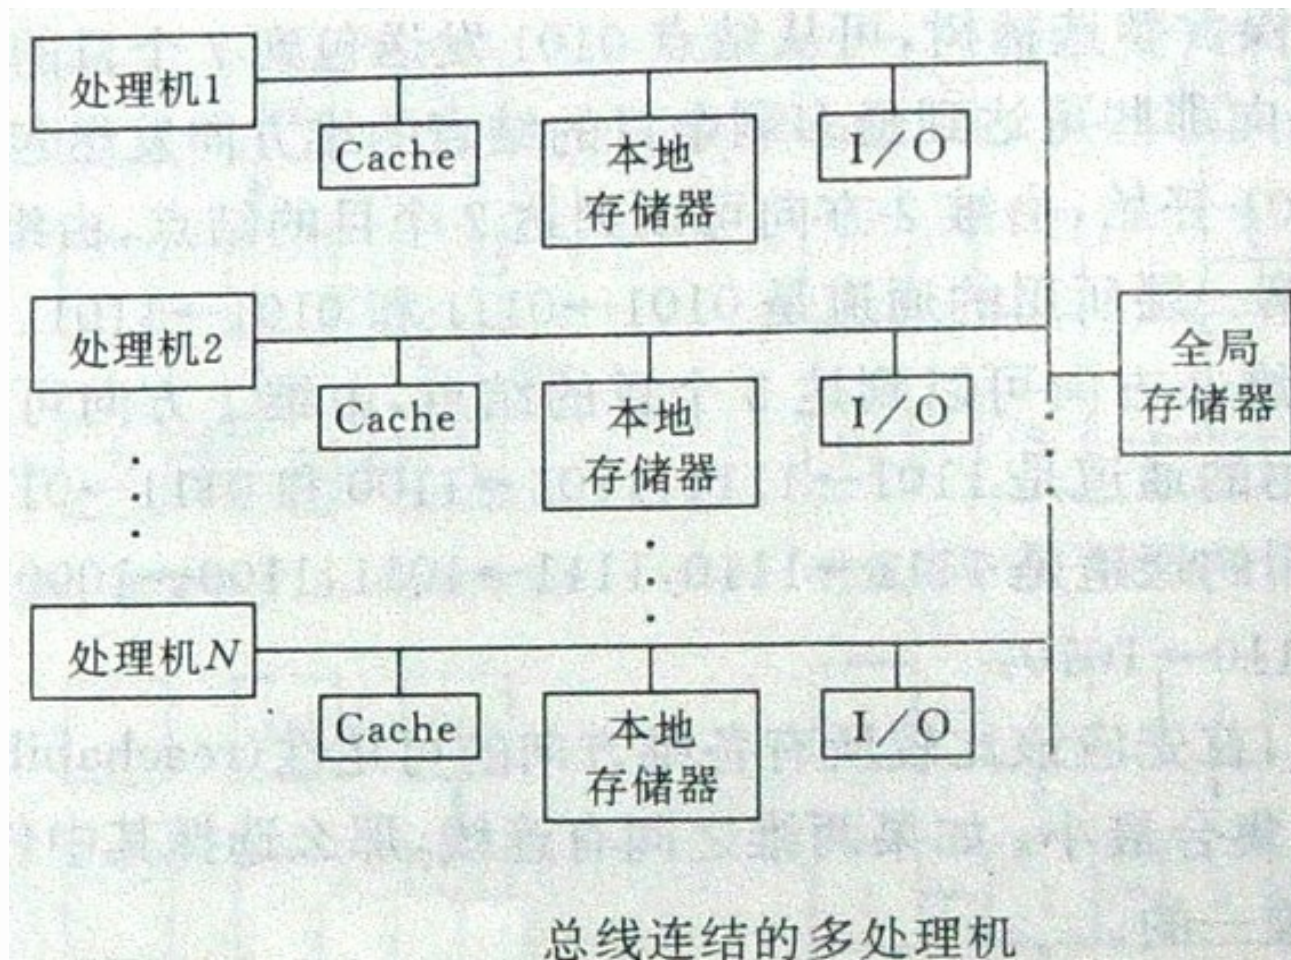 处理机1
Cache
本地
存储器
I/O
处理机2
Cache
本地
存储器
I/O
全局
存储器
处理机N
Cache
本地
存储器
I/O
总线连结的多处理机